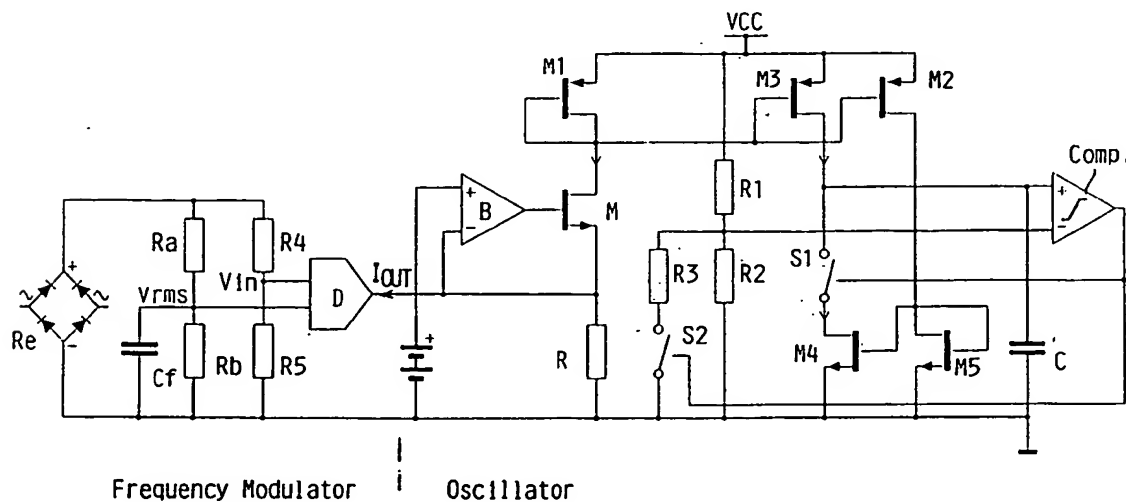 VCC
M1
M3
M2
Comp.
+
B
-
M
R1
+
-
Ra
R4
R3
R2
S1
Vin
IOUT
D
Vrms
+
~
~
-
Re
Cf
Rb
R5
+
R
S2
M4
M5
C
Frequency Modulator
Oscillator